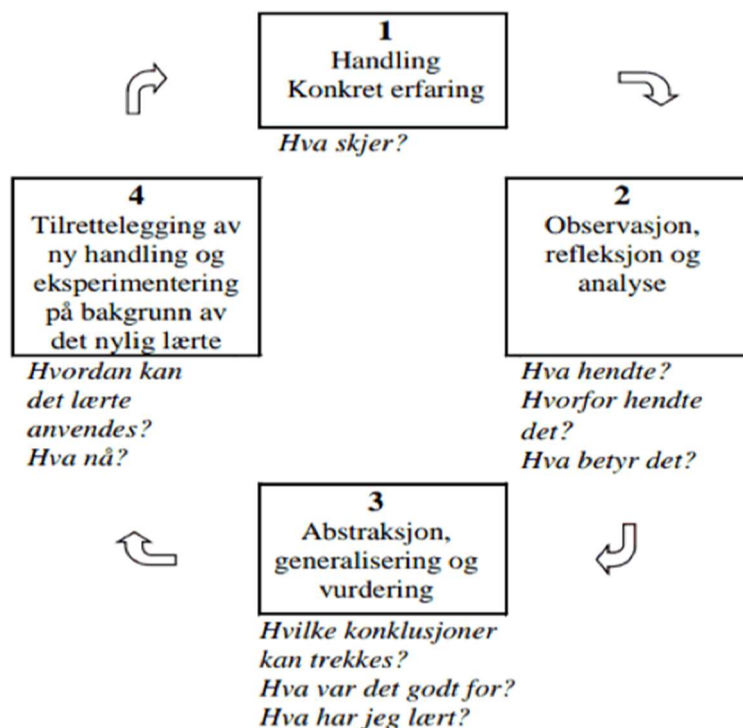 1
Handling
Konkret erfaring
Hva skjer?
2
Observasjon,
refleksjon og
analyse
Hva hendte?
Hvorfor hendte
det?
Hva betyr det?
3
Abstraksjon,
generalisering og
vurdering
Hvilke konklusjoner
kan trekkes?
Hva var det godt for?
Hva har jeg lært?
4
Tilrettelegging av
ny handling og
eksperimentering
på bakgrunn av
det nylig lærte
Hvordan kan
det lærte
anvendes?
Hva nå?